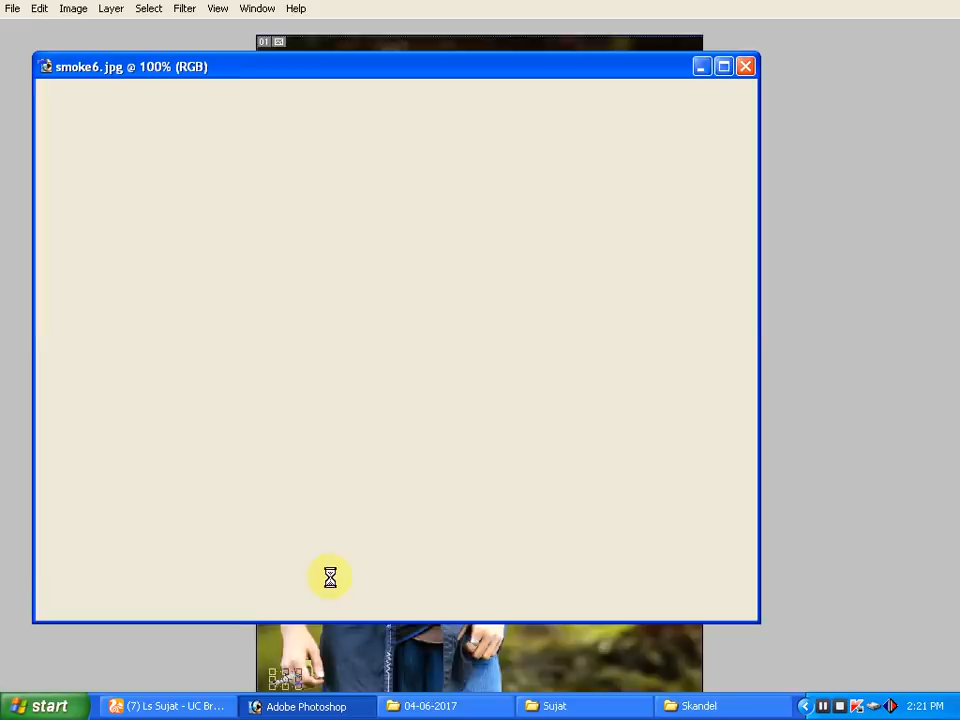 File Edit Image Layer Select Filter View Window Help
01
smoke6.jpg @ 100% (RGB)
start (7) Ls Sujat - UC Br... Adobe Photoshop 04-06-2017 Sujat Skandel 2:21 PM